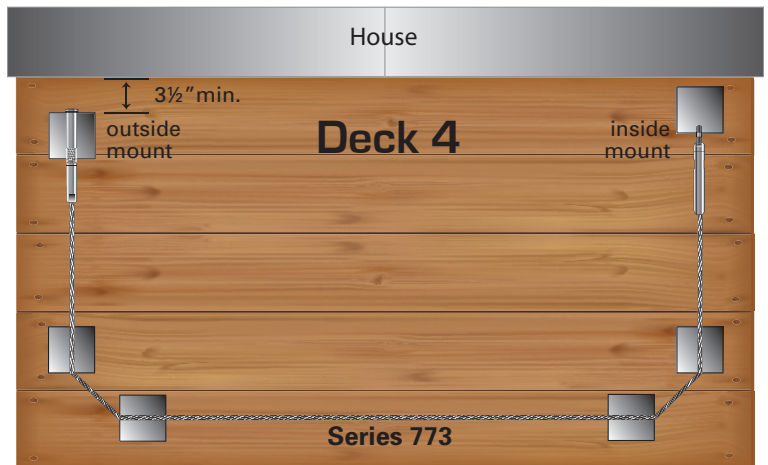 House
3½” min.
outside
mount
Deck 4
inside
mount
Series 773